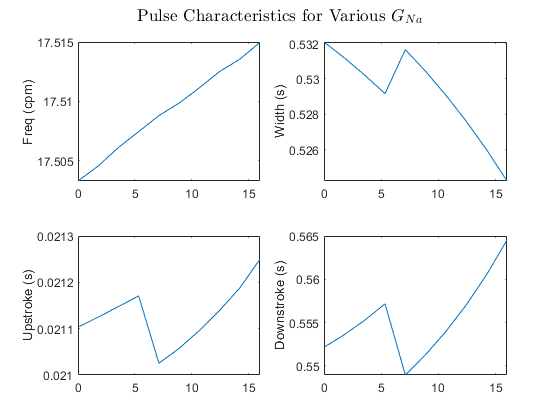 Pulse Characteristics for Various G_Na
17.515
17.51
17.505
Freq (cpm)
0 5 10 15
0.532
0.53
0.528
0.526
Width (s)
0 5 10 15
0.0213
0.0212
0.0211
0.021
Upstroke (s)
0 5 10 15
0.565
0.56
0.555
0.55
Downstroke (s)
0 5 10 15